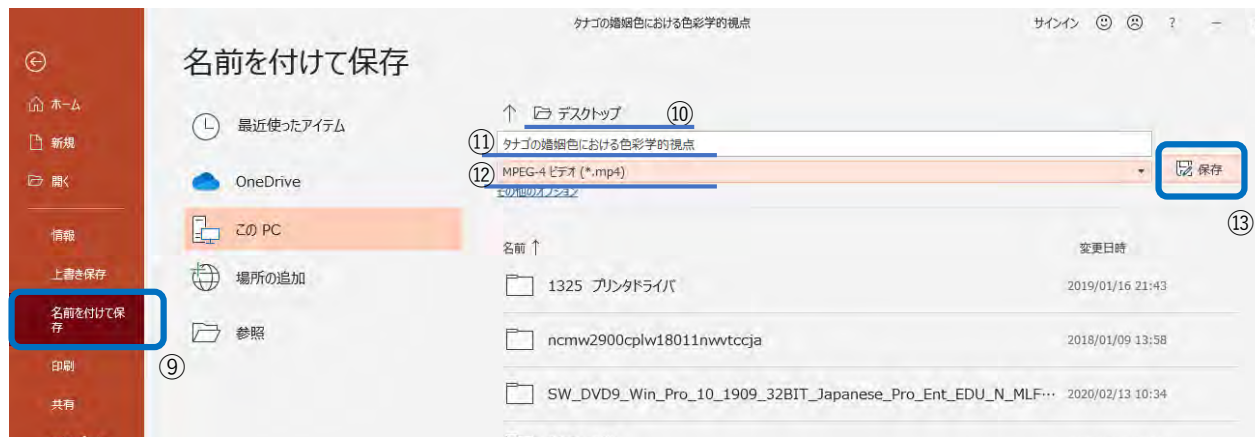 タナゴの婚姻色における色彩学的視点
サインイン
?
名前を付けて保存
ホーム
新規
開く
情報
上書き保存
名前を付けて保
存
⑨
印刷
共有
最近使ったアイテム
OneDrive
この PC
場所の追加
参照
↑ デスクトップ ⑩
⑪ タナゴの婚姻色における色彩学的視点
⑫ MPEG-4 ビデオ (*.mp4)
その他のオプション
保存
⑬
名前 ↑ 変更日時
1325 プリンタドライバ 2019/01/16 21:43
ncmw2900cplw18011nwvtccja 2018/01/09 13:58
SW_DVD9_Win_Pro_10_1909_32BIT_Japanese_Pro_Ent_EDU_N_MLF… 2020/02/13 10:34